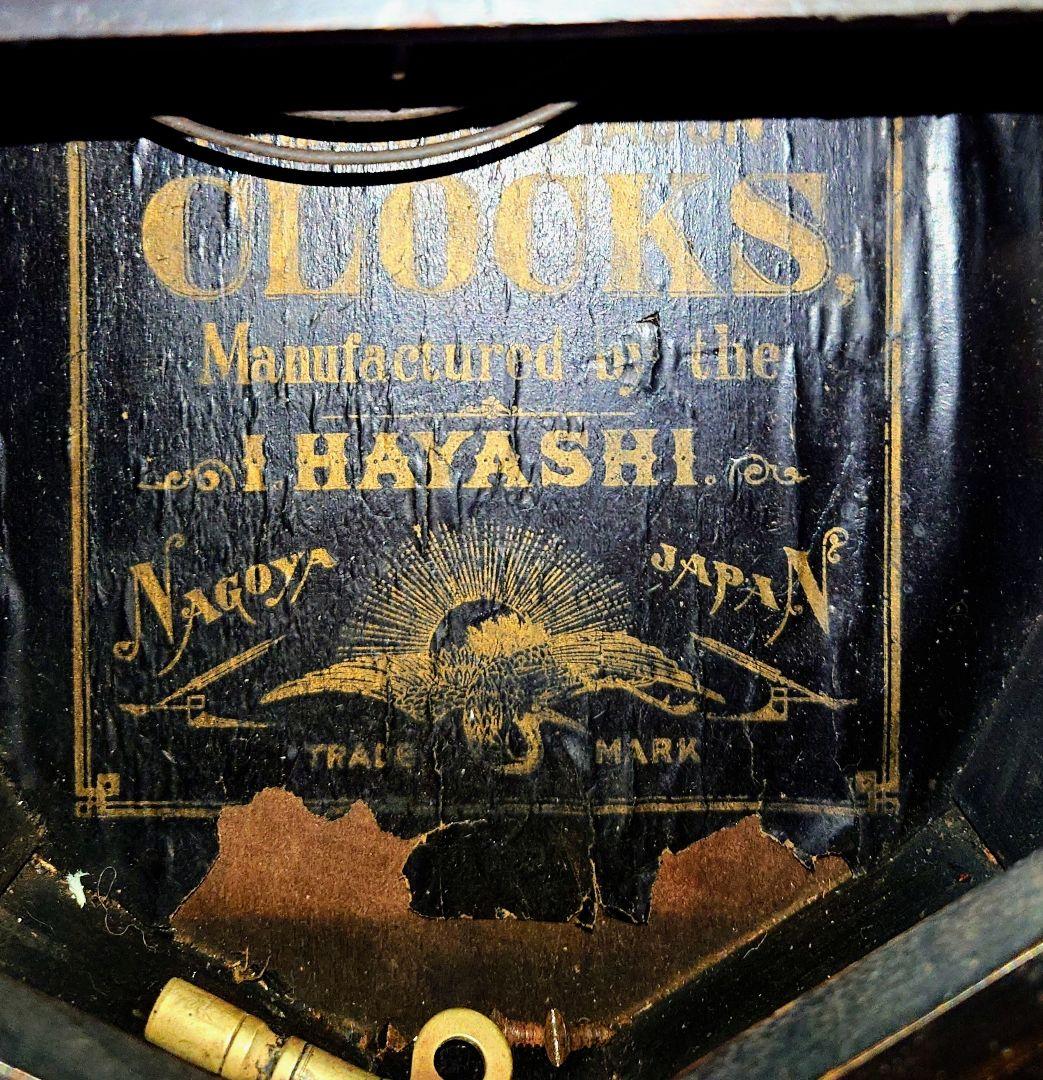 CLOCKS,
Manufactured by the
I. HAYASHI.
NAGOYA JAPAN
TRADE MARK